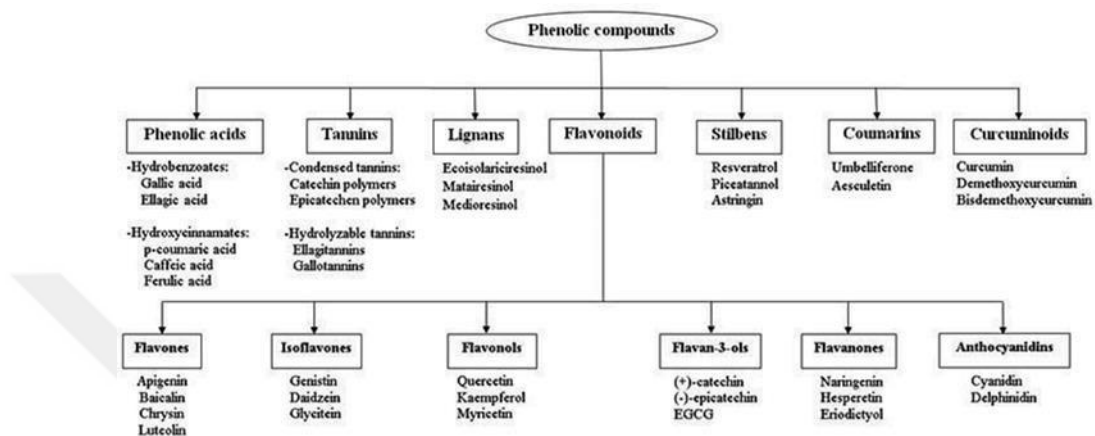 Phenolic compounds
Phenolic acids
-Hydrobenzoates:
Gallic acid
Ellagic acid
-Hydroxycinnamates:
p-coumaric acid
Caffeic acid
Ferulic acid
Tannins
-Condensed tannins:
Catechin polymers
Epicatechen polymers
-Hydrolyzable tannins:
Ellagitannins
Gallotannins
Lignans
Ecoisolariciresinol
Matairesinol
Medioresinol
Flavonoids
Stilbens
Resveratrol
Piceatannol
Astringin
Coumarins
Umbelliferone
Aesculetin
Curcuminoids
Curcumin
Demethoxycurcumin
Bisdemethoxycurcumin
Flavones
Apigenin
Baicalin
Chrysin
Luteolin
Isoflavones
Genistin
Daidzein
Glycitein
Flavonols
Quercetin
Kaempferol
Myricetin
Flavan-3-ols
(+)-catechin
(-)-epicatechin
EGCG
Flavanones
Naringenin
Hesperetin
Eriodictyol
Anthocyanidins
Cyanidin
Delphinidin